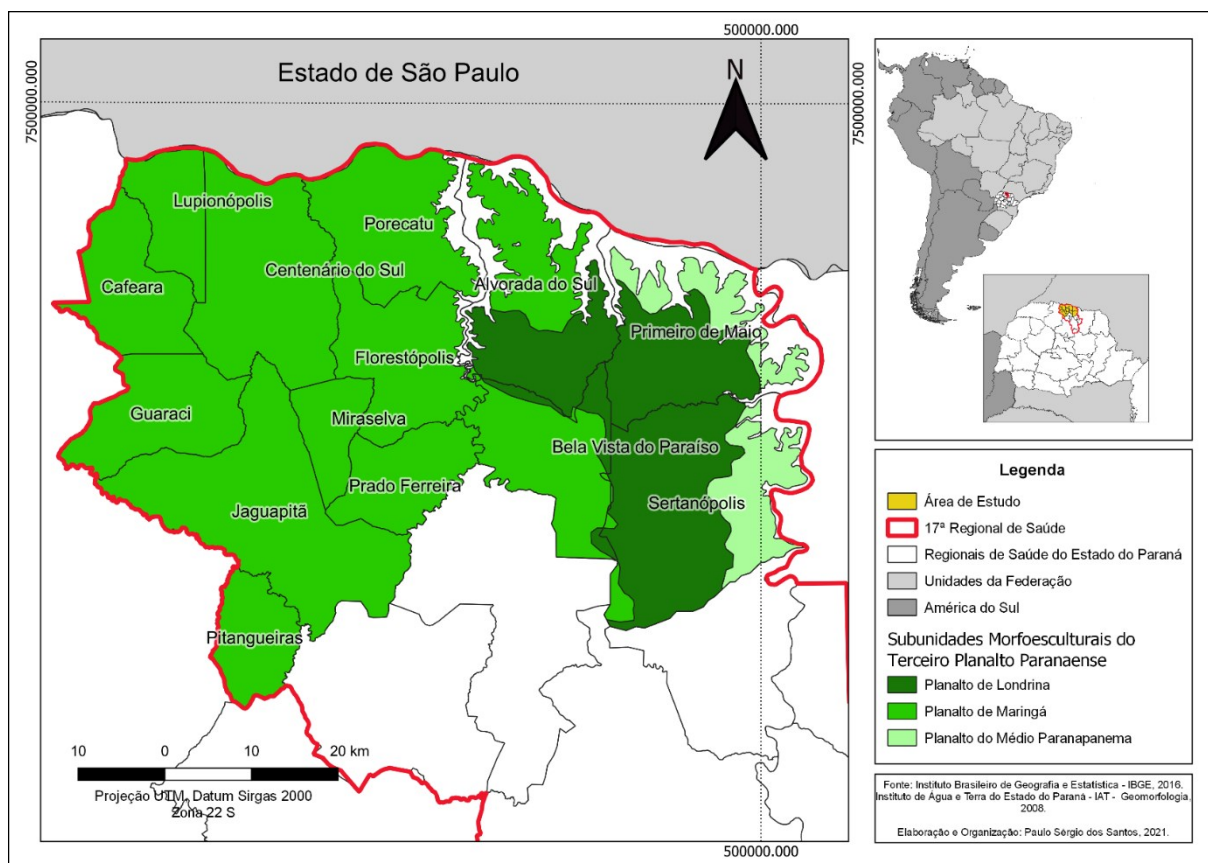 500000.000
7500000.000
7500000.000
Estado de São Paulo
N
Lupionópolis
Porecatu
Cafeara
Centenário do Sul
Alvorada do Sul
Primeiro de Maio
Florestópolis
Guaraci
Miraselva
Bela Vista do Paraíso
Prado Ferreira
Sertanópolis
Jaguapitã
Pitangueiras
10 0 10 20 km
Projeção UTM, Datum Sirgas 2000
Zona 22 S
500000.000
Legenda
Área de Estudo
17ª Regional de Saúde
Regionais de Saúde do Estado do Paraná
Unidades da Federação
América do Sul
Subunidades Morfoesculturais do
Terceiro Planalto Paranaense
Planalto de Londrina
Planalto de Maringá
Planalto do Médio Paranapanema
Fonte: Instituto Brasileiro de Geografia e Estatística - IBGE, 2016.
Instituto de Água e Terra do Estado do Paraná - IAT - Geomorfologia,
2008.
Elaboração e Organização: Paulo Sérgio dos Santos, 2021.